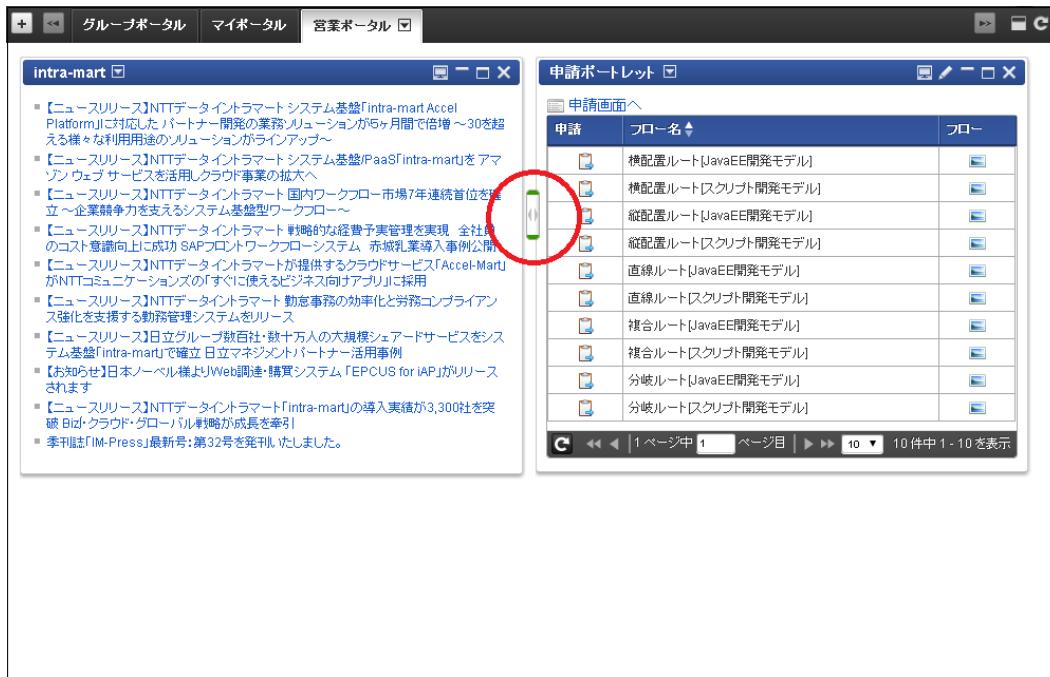 グループポータル マイポータル 営業ポータル
intra-mart
【ニュースリリース】NTTデータイントラマート システム基盤「intra-mart Accel
Platform」に対応した パートナー開発の業務ソリューションが5ヶ月間で倍増 ～30を超
える様々な利用用途のソリューションがラインアップ～
【ニュースリリース】NTTデータイントラマート システム基盤/PaaS「intra-mart」を アマ
ゾン ウェブ サービスを活用しクラウド事業の拡大へ
【ニュースリリース】NTTデータイントラマート 国内ワークフロー市場7年連続首位を確
立 ～企業競争力を支えるシステム基盤型ワークフロー～
【ニュースリリース】NTTデータイントラマート 戦略的な経費予実管理を実現 全社的
のコスト意識向上に成功 SAPフロントワークフローシステム 赤城乳業導入事例公開
【ニュースリリース】NTTデータイントラマートが提供するクラウドサービス「Accel-Mart」
がNTTコミュニケーションズの「すぐに使えるビジネス向けアプリ」に採用
【ニュースリリース】NTTデータイントラマート 勤怠事務の効率化と労務コンプライアン
ス強化を支援する勤務管理システムをリリース
【ニュースリリース】日立グループ数百社・数十万人の大規模シェアードサービスをシス
テム基盤「intra-mart」で確立 日立マネジメントパートナー活用事例
【お知らせ】日本ノーベル様よりWeb調達・購買システム「EPCUS for iAP」がリリース
されます
【ニュースリリース】NTTデータイントラマート「intra-mart」の導入実績が3,300社を突
破 BizI・クラウド・グローバル戦略が成長を牽引
季刊誌「IM-Press」最新号：第32号を発刊いたしました。
申請ポートレット
申請画面へ
申請 フロー名 フロー
横配置ルート[JavaEE開発モデル]
横配置ルート[スクリプト開発モデル]
縦配置ルート[JavaEE開発モデル]
縦配置ルート[スクリプト開発モデル]
直線ルート[JavaEE開発モデル]
直線ルート[スクリプト開発モデル]
複合ルート[JavaEE開発モデル]
複合ルート[スクリプト開発モデル]
分岐ルート[JavaEE開発モデル]
分岐ルート[スクリプト開発モデル]
1 ページ中 1 ページ目 10 10 件中 1 - 10 を表示